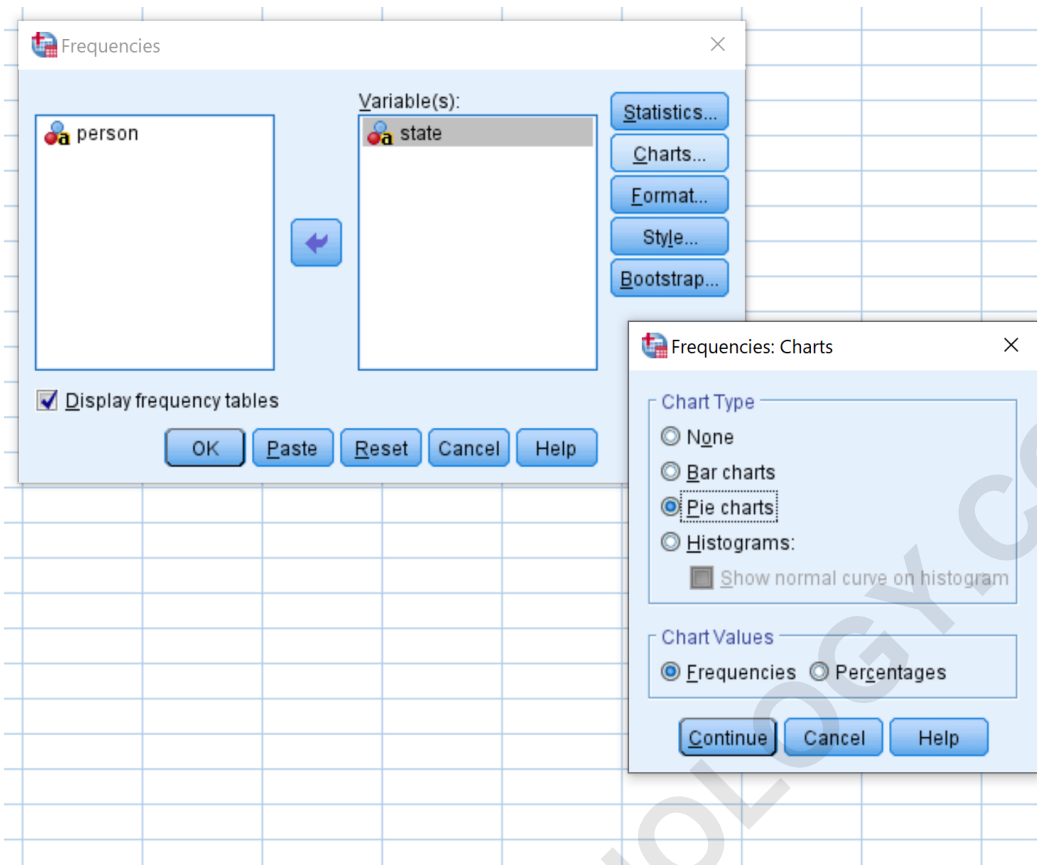 Frequencies
Variable(s):
person
state
Statistics...
Charts...
Format...
Style...
Bootstrap...
Display frequency tables
OK Paste Reset Cancel Help
Frequencies: Charts
Chart Type
None
Bar charts
Pie charts
Histograms:
Show normal curve on histogram
Chart Values
Frequencies Percentages
Continue Cancel Help